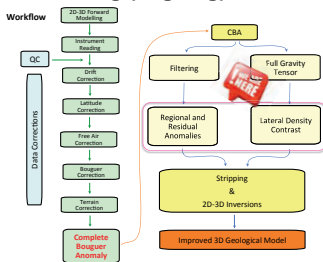 Workflow
2D-3D Forward
Modelling
Instrument
Reading
QC
Drift
Correction
Latitude
Correction
Free Air
Correction
Bouguer
Correction
Terrain
Correction
Complete
Bouguer
Anomaly
Data Corrections
CBA
Filtering
Full Gravity
Tensor
HERE
Regional and
Residual
Anomalies
Lateral Density
Contrast
Stripping
&
2D-3D Inversions
Improved 3D Geological Model